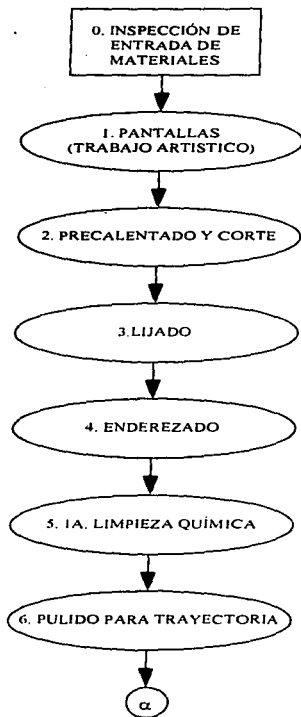 0. INSPECCIÓN DE
ENTRADA DE
MATERIALES
1. PANTALLAS
(TRABAJO ARTISTICO)
2. PRECALENTADO Y CORTE
3.LIJADO
4. ENDEREZADO
5. 1A. LIMPIEZA QUÍMICA
6. PULIDO PARA TRAYECTORIA
α